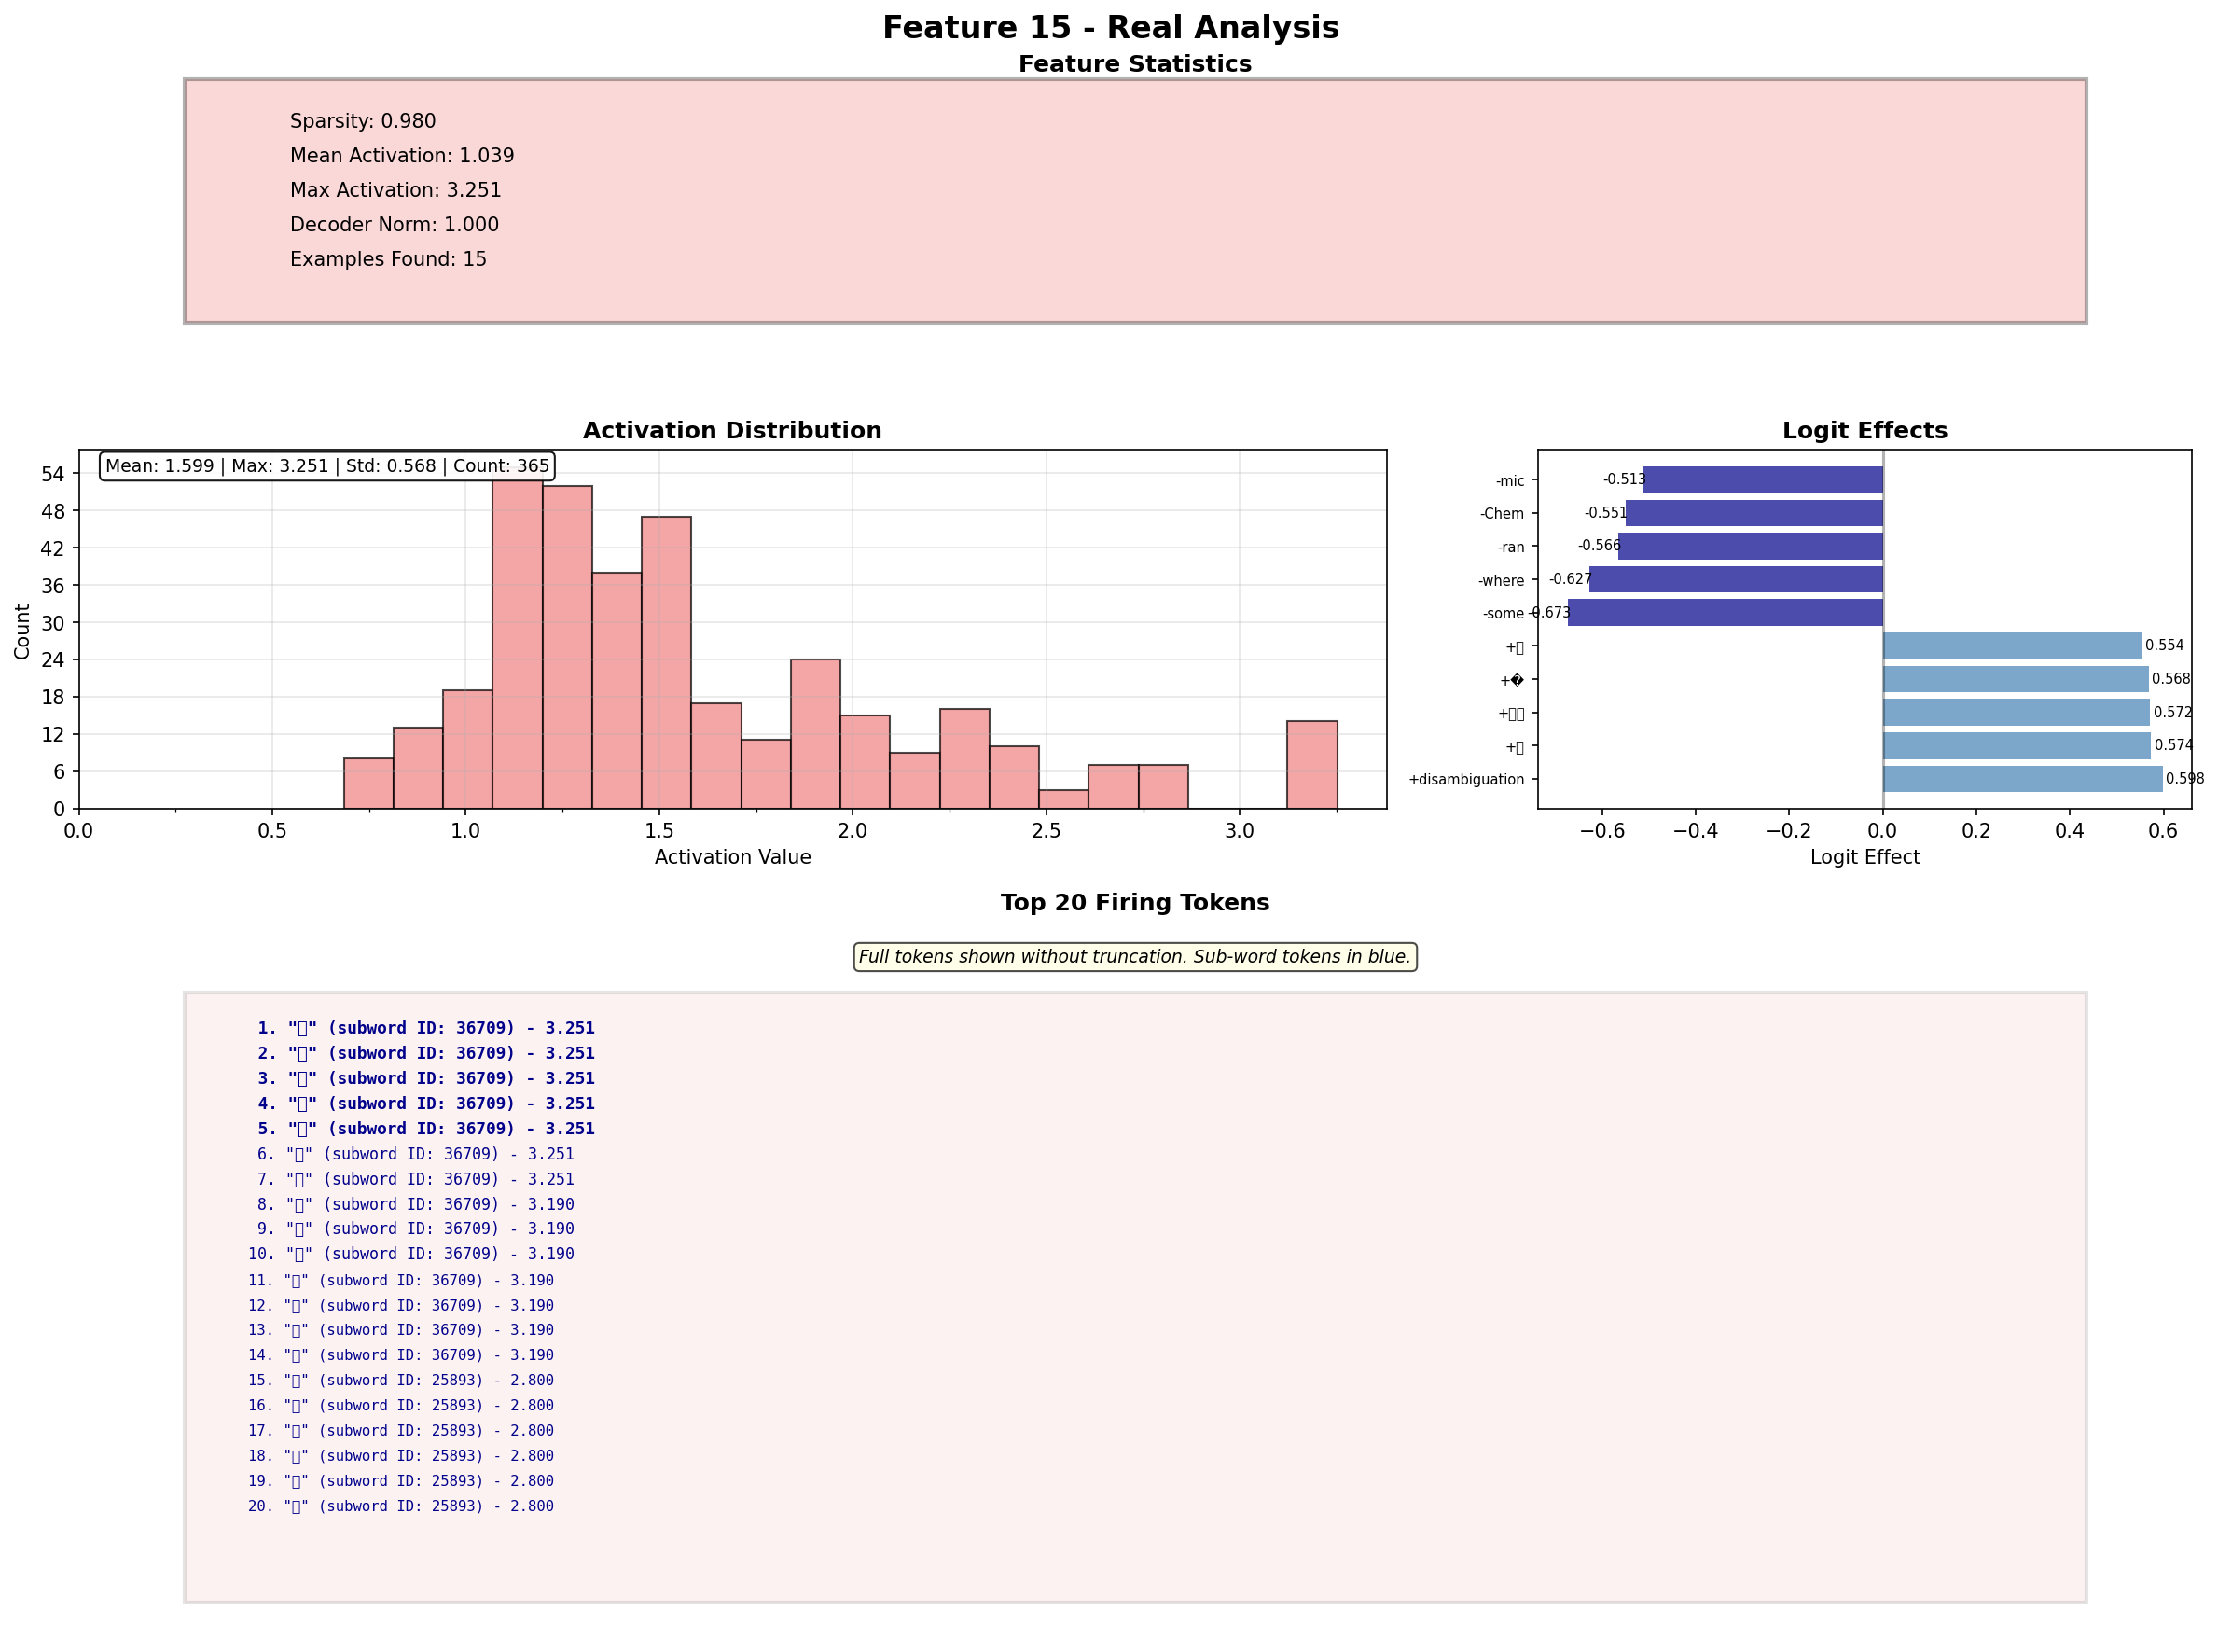 Feature 15 - Real Analysis
Feature Statistics
Sparsity: 0.980
Mean Activation: 1.039
Max Activation: 3.251
Decoder Norm: 1.000
Examples Found: 15
Activation Distribution
Mean: 1.599 | Max: 3.251 | Std: 0.568 | Count: 365
54
48
42
36
30
24
18
12
6
0
Count
0.0 0.5 1.0 1.5 2.0 2.5 3.0
Activation Value
Logit Effects
-mic -0.513
-Chem -0.551
-ran -0.566
-where -0.627
-some -0.673
+▯ 0.554
+� 0.568
+▯▯ 0.572
+▯ 0.574
+disambiguation 0.598
−0.6 −0.4 −0.2 0.0 0.2 0.4 0.6
Logit Effect
Top 20 Firing Tokens
Full tokens shown without truncation. Sub-word tokens in blue.
1. "▯" (subword ID: 36709) - 3.251
2. "▯" (subword ID: 36709) - 3.251
3. "▯" (subword ID: 36709) - 3.251
4. "▯" (subword ID: 36709) - 3.251
5. "▯" (subword ID: 36709) - 3.251
6. "▯" (subword ID: 36709) - 3.251
7. "▯" (subword ID: 36709) - 3.251
8. "▯" (subword ID: 36709) - 3.190
9. "▯" (subword ID: 36709) - 3.190
10. "▯" (subword ID: 36709) - 3.190
11. "▯" (subword ID: 36709) - 3.190
12. "▯" (subword ID: 36709) - 3.190
13. "▯" (subword ID: 36709) - 3.190
14. "▯" (subword ID: 36709) - 3.190
15. "▯" (subword ID: 25893) - 2.800
16. "▯" (subword ID: 25893) - 2.800
17. "▯" (subword ID: 25893) - 2.800
18. "▯" (subword ID: 25893) - 2.800
19. "▯" (subword ID: 25893) - 2.800
20. "▯" (subword ID: 25893) - 2.800